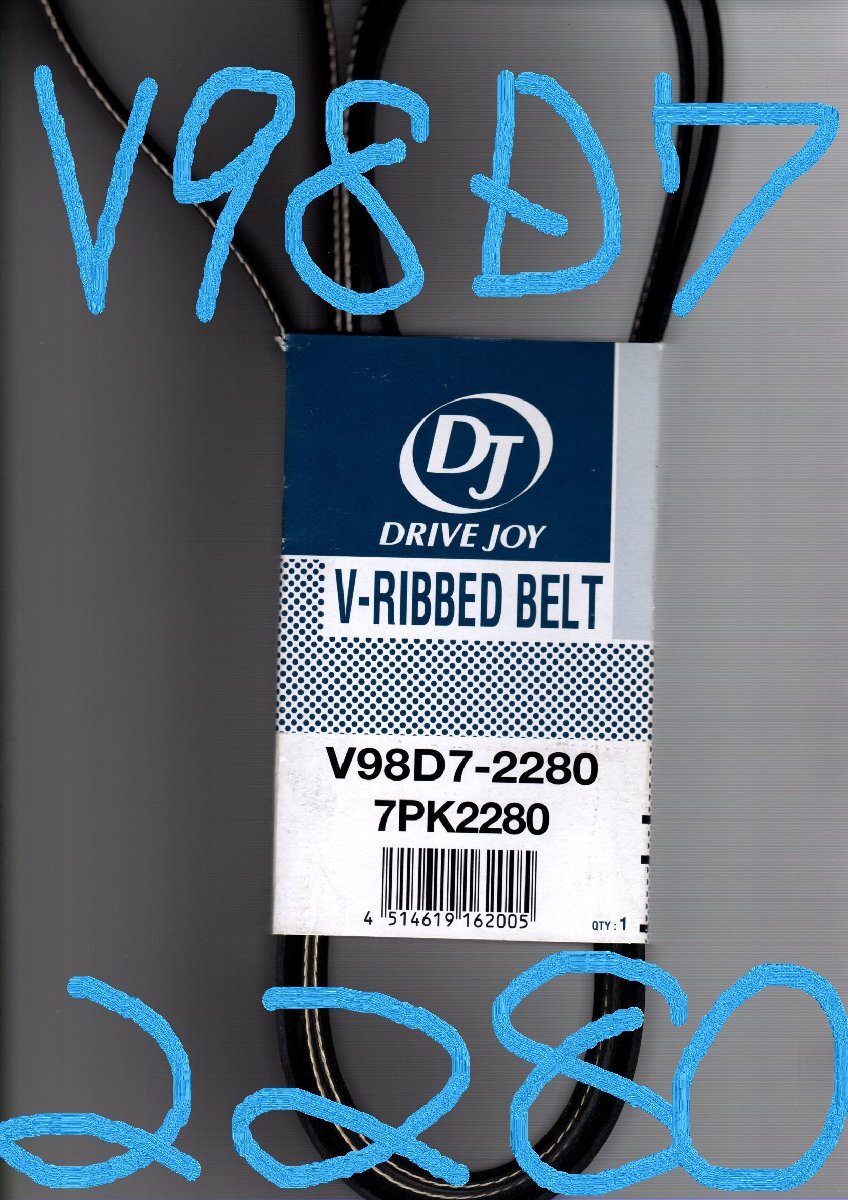 V98D7
DJ
DRIVE JOY
V-RIBBED BELT
V98D7-2280
7PK2280
4 514619 162005
QTY : 1
2280